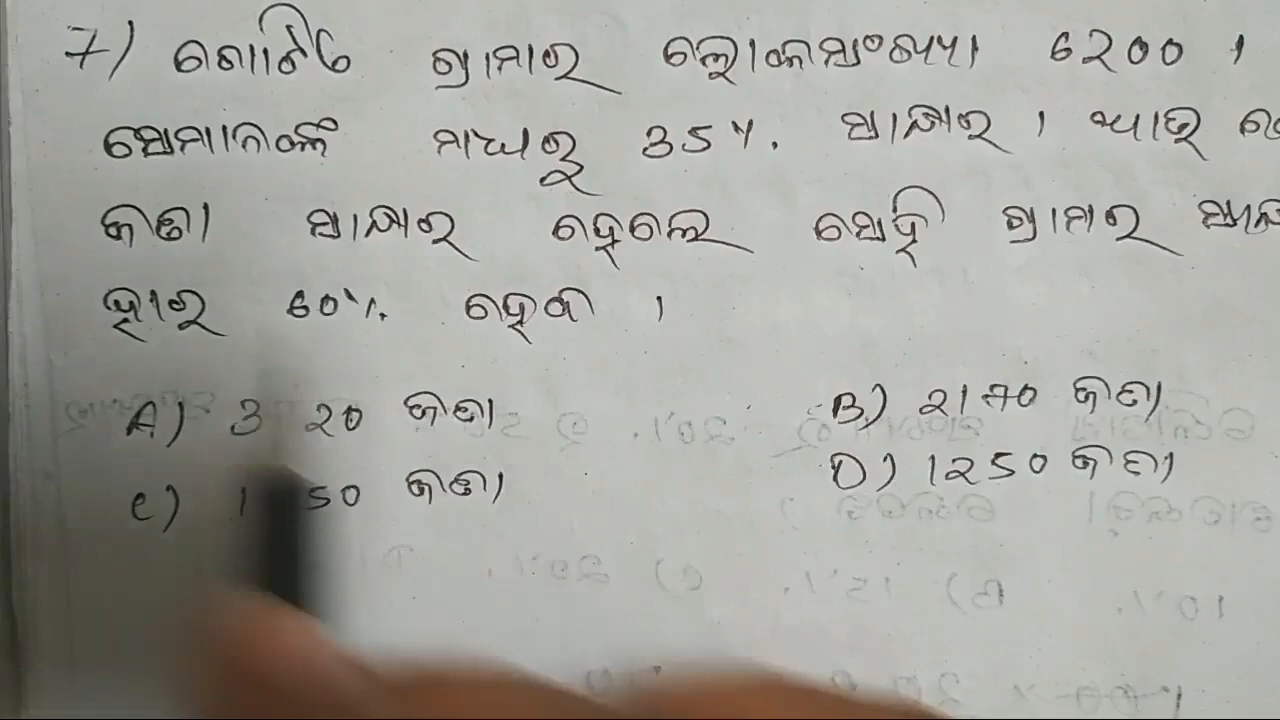 7) ଗୋଟିଏ ଗ୍ରାମର ଲୋକସଂଖ୍ୟା 6200 ।
ସେମାନଙ୍କ ମଧ୍ୟରୁ 35%. ସାକ୍ଷର । ଆଉ
ଜଣ ସାକ୍ଷର ହେଲେ ସେହି ଗ୍ରାମର
ହାର 60%. ହେବ ।
A) 3 20 ଜଣ
B) 2170 ଜଣ
C) 1 50 ଜଣ
D) 1250 ଜଣ